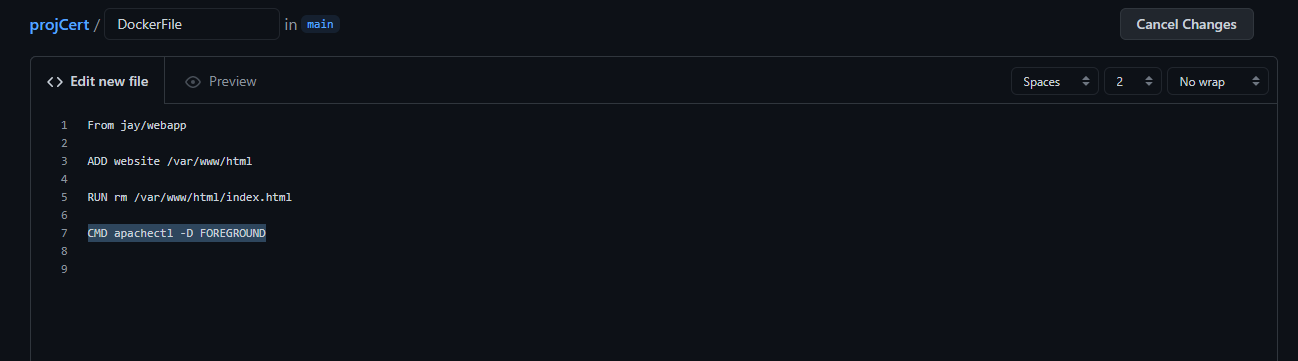 projCert / DockerFile in main Cancel Changes
<> Edit new file Preview Spaces 2 No wrap
1 From jay/webapp
2
3 ADD website /var/www/html
4
5 RUN rm /var/www/html/index.html
6
7 CMD apachectl -D FOREGROUND
8
9